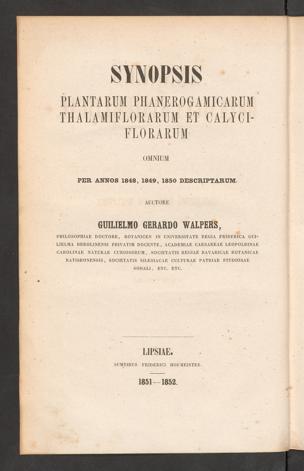 SYNOPSIS
PLANTARUM PHANEROGAMICARUM
THALAMIFLORARUM ET CALYCI-
FLORARUM
OMNIUM
PER ANNOS 1848, 1849, 1850 DESCRIPTARUM.
AUCTORE
GUILIELMO GERARDO WALPERS,
PHILOSOPHIAE DOCTORE, BOTANICES IN UNIVERSITATE REGIA FRIDERICA GUI-
LIELMA BEROLINENSI PRIVATIM DOCENTE, ACADEMIAE CAESAREAE LEOPOLDINAE
CAROLINAE NATURAE CURIOSORUM, SOCIETATIS REGIAE BAVARICAE BOTANICAE
RATISBONENSIS, SOCIETATIS SILESIACAE CULTURAE PATRIAE STUDIOSAE
SODALI, ETC. ETC.
LIPSIAE.
SUMTIBUS FRIDERICI HOFMEISTER.
1851—1852.